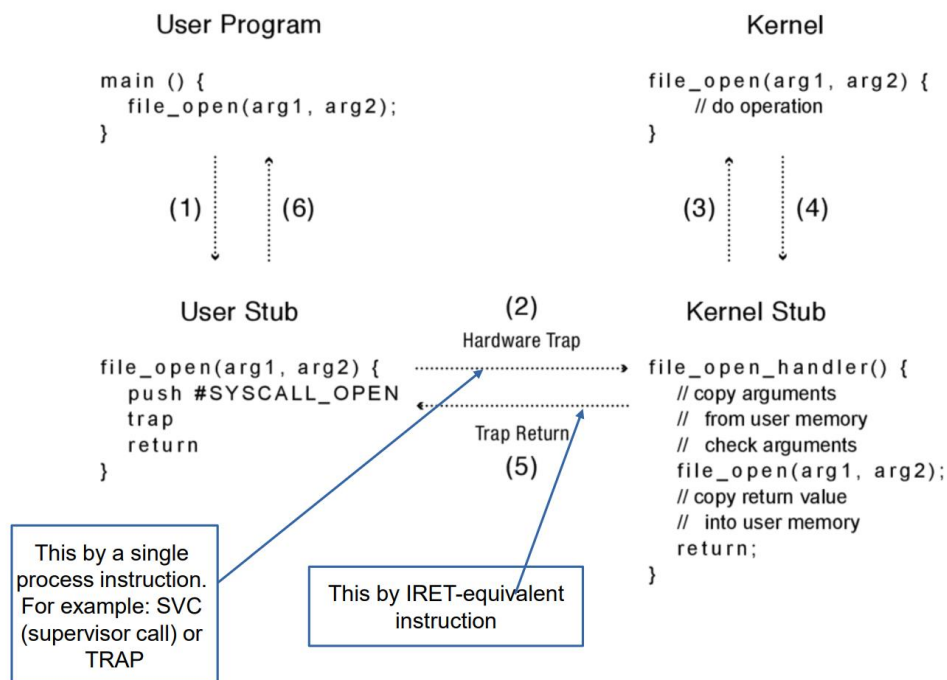 User Program
main () {
file_open(arg1, arg2);
}
Kernel
file_open(arg1, arg2) {
// do operation
}
(1)
(6)
(3)
(4)
User Stub
file_open(arg1, arg2) {
push #SYSCALL_OPEN
trap
return
}
(2)
Hardware Trap
Trap Return
(5)
Kernel Stub
file_open_handler() {
// copy arguments
// from user memory
// check arguments
file_open(arg1, arg2);
// copy return value
// into user memory
return;
}
This by a single
process instruction.
For example: SVC
(supervisor call) or
TRAP
This by IRET-equivalent
instruction